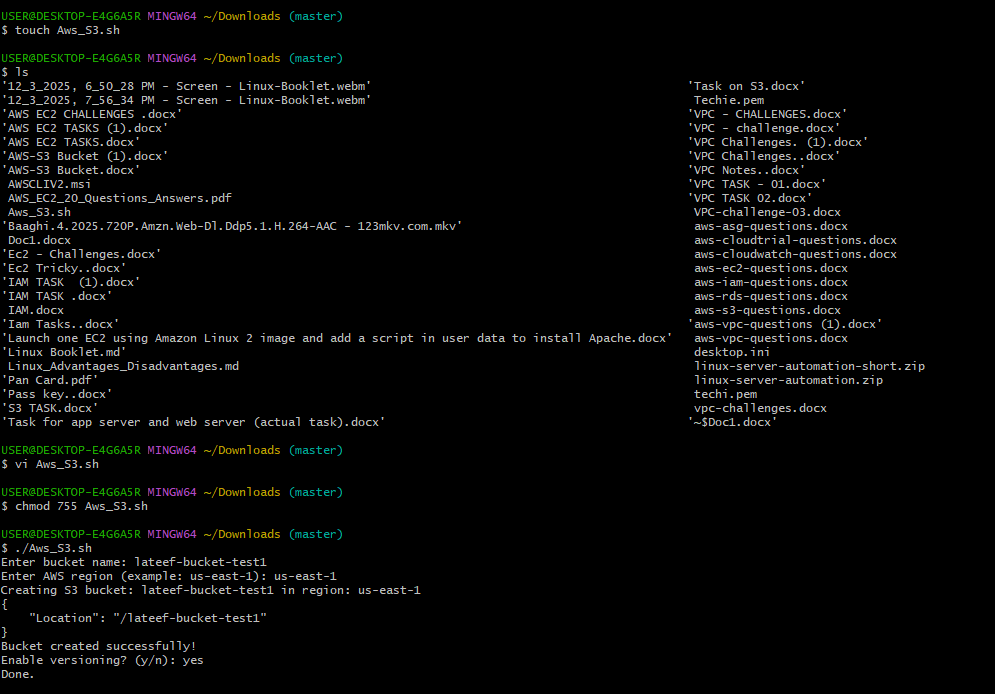 USER@DESKTOP-E4G6A5R MINGW64 ~/Downloads (master)
$ touch Aws_S3.sh

USER@DESKTOP-E4G6A5R MINGW64 ~/Downloads (master)
$ ls
'12_3_2025, 6_50_28 PM - Screen - Linux-Booklet.webm'                                        'Task on S3.docx'
'12_3_2025, 7_56_34 PM - Screen - Linux-Booklet.webm'                                         Techie.pem
'AWS EC2 CHALLENGES .docx'                                                                   'VPC - CHALLENGES.docx'
'AWS EC2 TASKS (1).docx'                                                                     'VPC - challenge.docx'
'AWS EC2 TASKS.docx'                                                                         'VPC Challenges. (1).docx'
'AWS-S3 Bucket (1).docx'                                                                     'VPC Challenges..docx'
'AWS-S3 Bucket.docx'                                                                         'VPC Notes..docx'
 AWSCLIV2.msi                                                                                'VPC TASK - 01.docx'
 AWS_EC2_20_Questions_Answers.pdf                                                            'VPC TASK 02.docx'
 Aws_S3.sh                                                                                    VPC-challenge-03.docx
'Baaghi.4.2025.720P.Amzn.Web-Dl.Ddp5.1.H.264-AAC - 123mkv.com.mkv'                            aws-asg-questions.docx
 Doc1.docx                                                                                    aws-cloudtrial-questions.docx
'Ec2 - Challenges.docx'                                                                       aws-cloudwatch-questions.docx
'Ec2 Tricky..docx'                                                                            aws-ec2-questions.docx
'IAM TASK  (1).docx'                                                                          aws-iam-questions.docx
'IAM TASK .docx'                                                                              aws-rds-questions.docx
 IAM.docx                                                                                     aws-s3-questions.docx
'Iam Tasks..docx'                                                                            'aws-vpc-questions (1).docx'
'Launch one EC2 using Amazon Linux 2 image and add a script in user data to install Apache.docx'   aws-vpc-questions.docx
'Linux Booklet.md'                                                                            desktop.ini
 Linux_Advantages_Disadvantages.md                                                            linux-server-automation-short.zip
'Pan Card.pdf'                                                                                linux-server-automation.zip
'Pass key..docx'                                                                              techi.pem
'S3 TASK.docx'                                                                                vpc-challenges.docx
'Task for app server and web server (actual task).docx'                                      '~$Doc1.docx'

USER@DESKTOP-E4G6A5R MINGW64 ~/Downloads (master)
$ vi Aws_S3.sh

USER@DESKTOP-E4G6A5R MINGW64 ~/Downloads (master)
$ chmod 755 Aws_S3.sh

USER@DESKTOP-E4G6A5R MINGW64 ~/Downloads (master)
$ ./Aws_S3.sh
Enter bucket name: lateef-bucket-test1
Enter AWS region (example: us-east-1): us-east-1
Creating S3 bucket: lateef-bucket-test1 in region: us-east-1
{
    "Location": "/lateef-bucket-test1"
}
Bucket created successfully!
Enable versioning? (y/n): yes
Done.